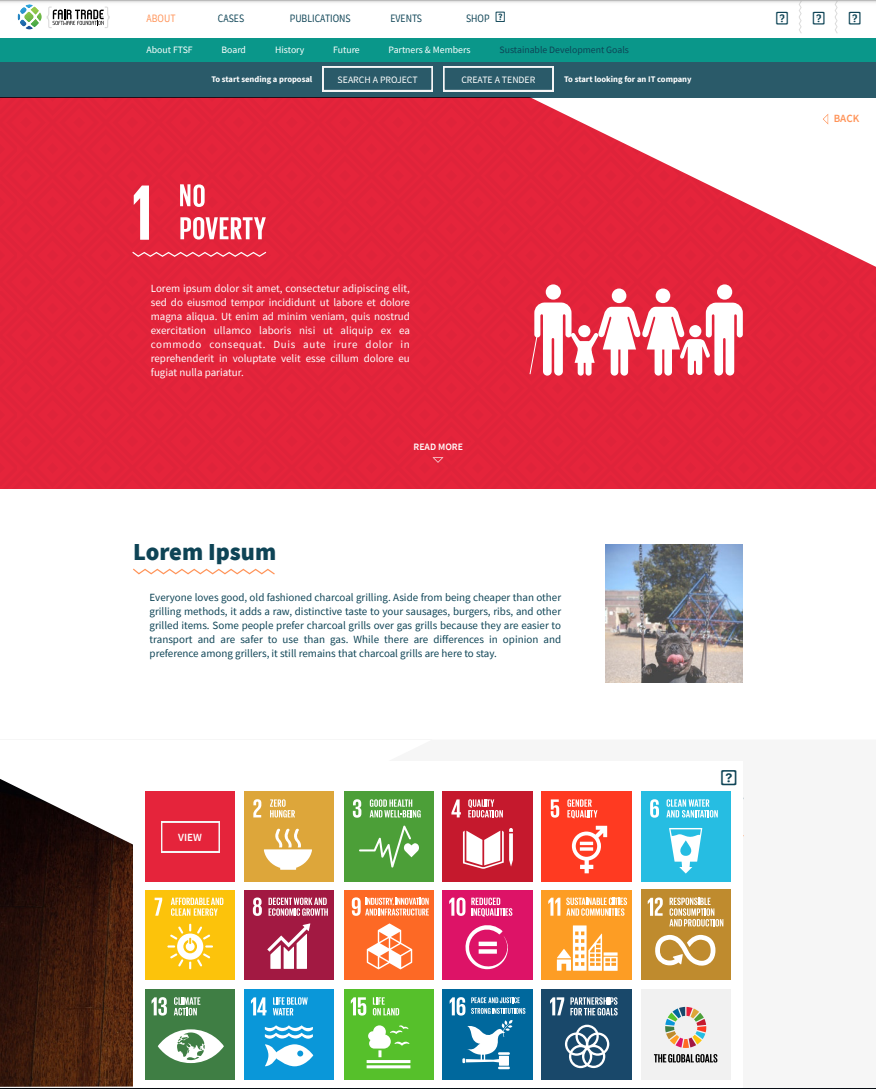 FAIR TRADE
SOFTWARE FOUNDATION
ABOUT
CASES
PUBLICATIONS
EVENTS
SHOP ?
? ? ?
About FTSF
Board
History
Future
Partners & Members
Sustainable Development Goals
To start sending a proposal
SEARCH A PROJECT
CREATE A TENDER
To start looking for an IT company
BACK
1 NO
POVERTY
Lorem ipsum dolor sit amet, consectetur adipiscing elit,
sed do eiusmod tempor incididunt ut labore et dolore
magna aliqua. Ut enim ad minim veniam, quis nostrud
exercitation ullamco laboris nisi ut aliquip ex ea
commodo consequat. Duis aute irure dolor in
reprehenderit in voluptate velit esse cillum dolore eu
fugiat nulla pariatur.
READ MORE
Lorem Ipsum
Everyone loves good, old fashioned charcoal grilling. Aside from being cheaper than other
grilling methods, it adds a raw, distinctive taste to your sausages, burgers, ribs, and other
grilled items. Some people prefer charcoal grills over gas grills because they are easier to
transport and are safer to use than gas. While there are differences in opinion and
preference among grillers, it still remains that charcoal grills are here to stay.
?
VIEW
2 ZERO
HUNGER
3 GOOD HEALTH
AND WELL-BEING
4 QUALITY
EDUCATION
5 GENDER
EQUALITY
6 CLEAN WATER
AND SANITATION
7 AFFORDABLE AND
CLEAN ENERGY
8 DECENT WORK AND
ECONOMIC GROWTH
9 INDUSTRY, INNOVATION
AND INFRASTRUCTURE
10 REDUCED
INEQUALITIES
11 SUSTAINABLE CITIES
AND COMMUNITIES
12 RESPONSIBLE
CONSUMPTION
AND PRODUCTION
13 CLIMATE
ACTION
14 LIFE BELOW
WATER
15 LIFE
ON LAND
16 PEACE AND JUSTICE
STRONG INSTITUTIONS
17 PARTNERSHIPS
FOR THE GOALS
THE GLOBAL GOALS